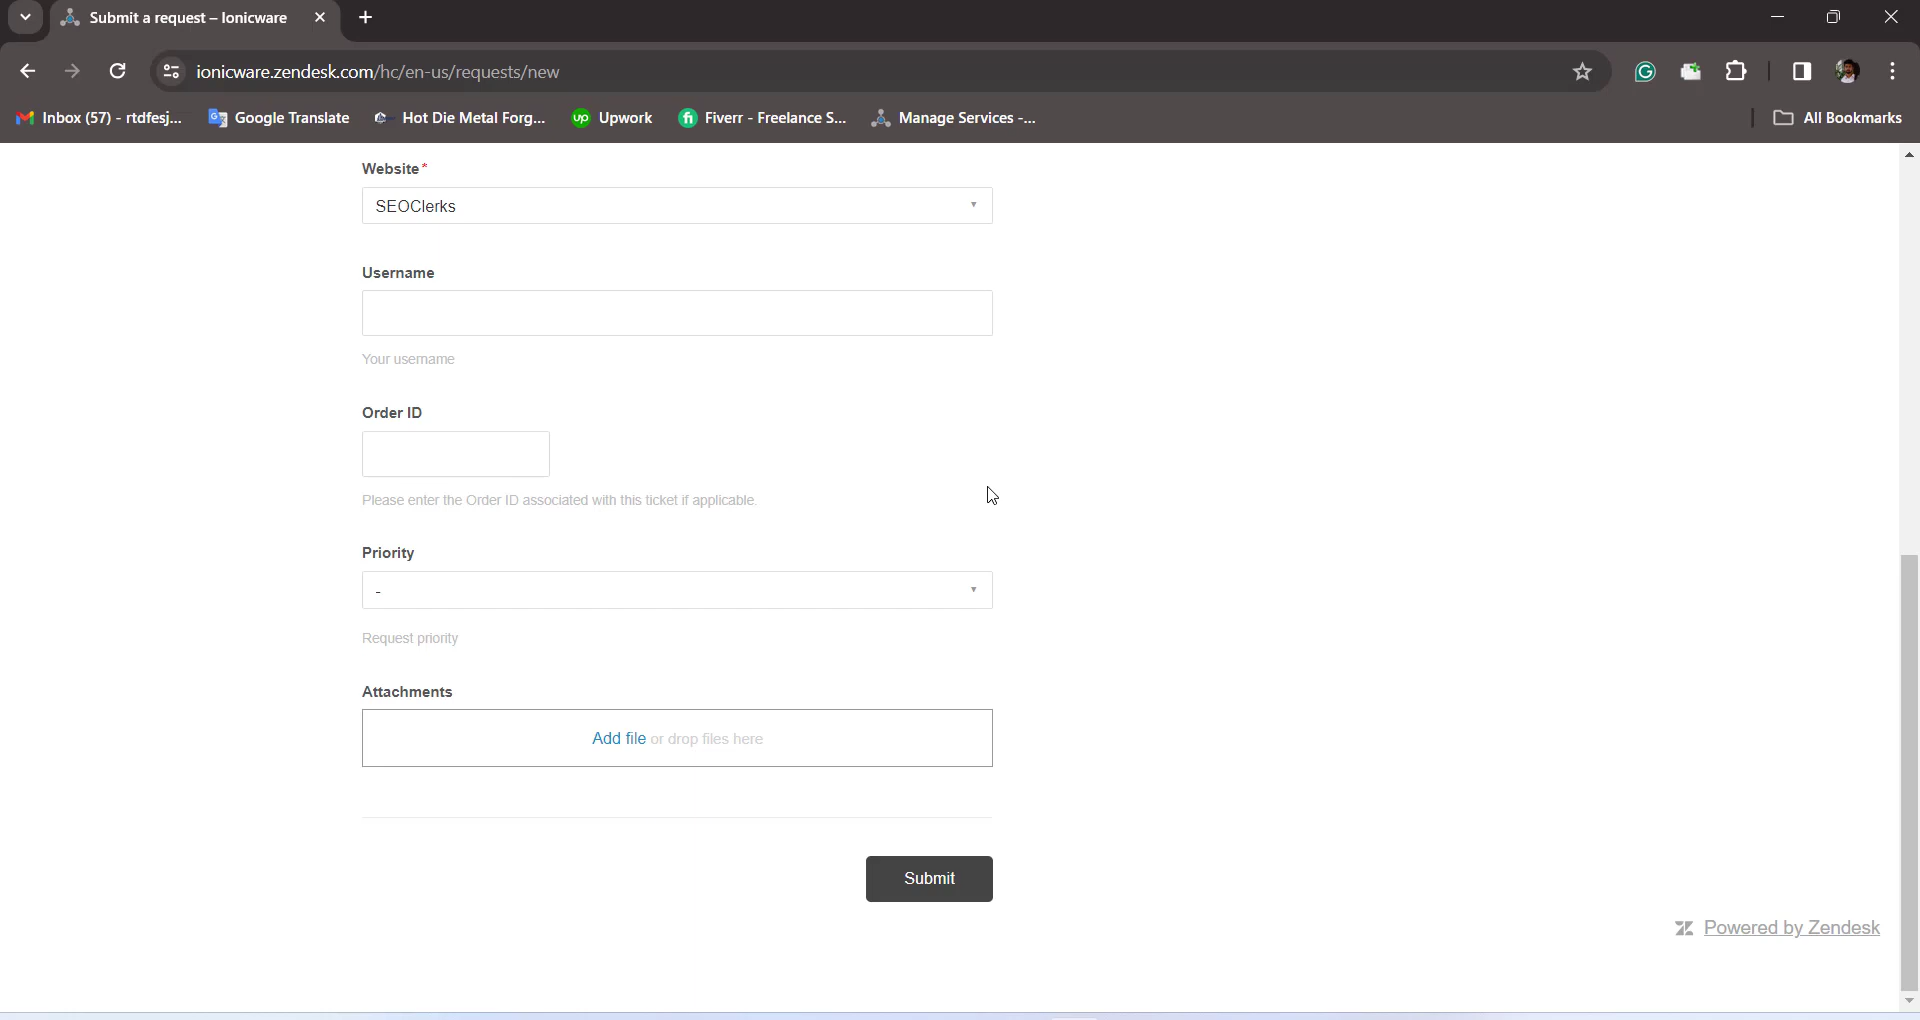 Submit a request – Ionicware
ionicware.zendesk.com/hc/en-us/requests/new
Inbox (57) - rtdfesj... Google Translate Hot Die Metal Forg... Upwork Fiverr - Freelance S... Manage Services -... All Bookmarks
Website*
SEOClerks
Username
Your username
Order ID
Please enter the Order ID associated with this ticket if applicable.
Priority
-
Request priority
Attachments
Add file or drop files here
Submit
Powered by Zendesk